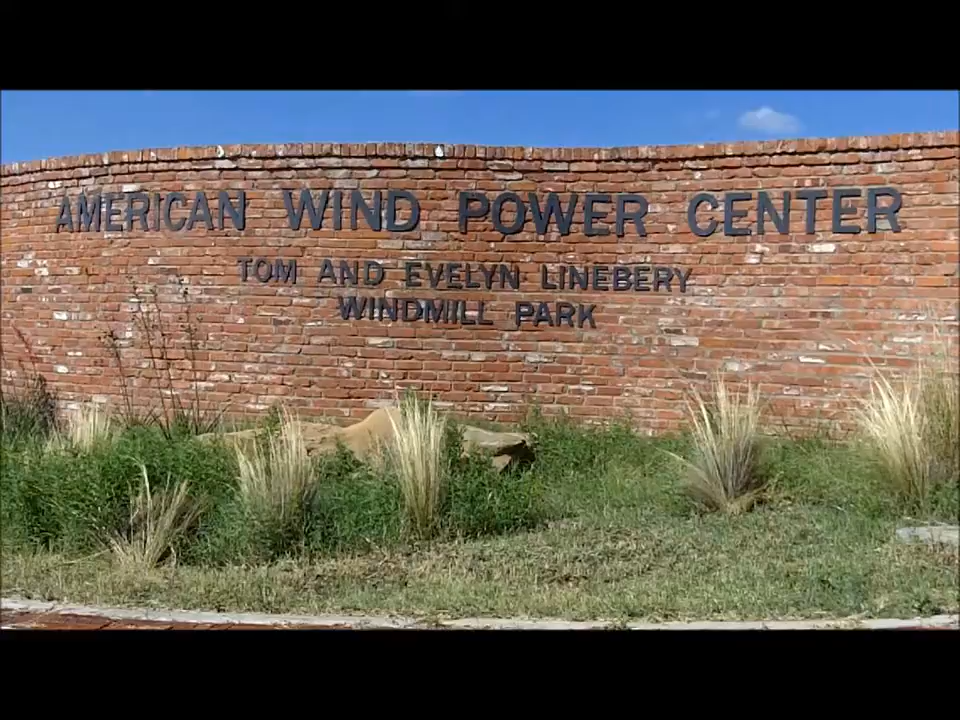 AMERICAN WIND POWER CENTER
TOM AND EVELYN LINEBERY
WINDMILL PARK